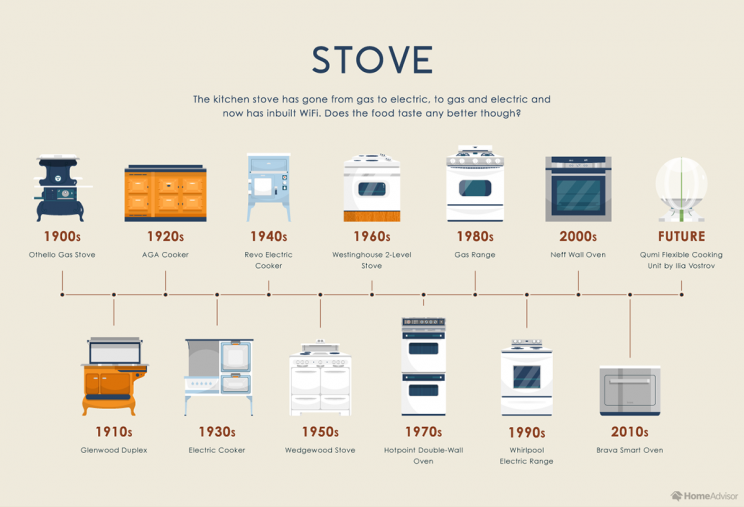 STOVE
The kitchen stove has gone from gas to electric, to gas and electric and
now has inbuilt WiFi. Does the food taste any better though?
1900s
Othello Gas Stove
1920s
AGA Cooker
1940s
Revo Electric
Cooker
1960s
Westinghouse 2-Level
Stove
1980s
Gas Range
2000s
Neff Wall Oven
FUTURE
Qumi Flexible Cooking
Unit by Ilia Vostrov
1910s
Glenwood Duplex
1930s
Electric Cooker
1950s
Wedgewood Stove
1970s
Hotpoint Double-Wall
Oven
1990s
Whirlpool
Electric Range
2010s
Brava Smart Oven
HomeAdvisor